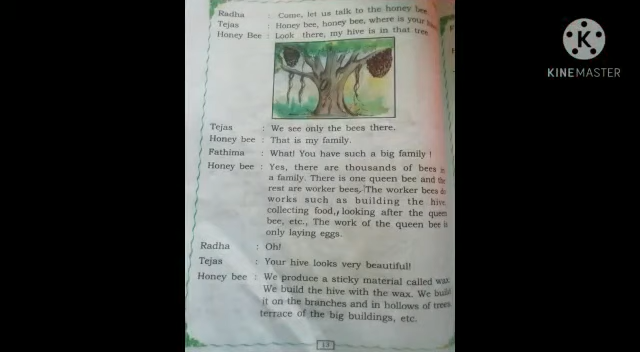 Radha : Come, let us talk to the honey bee
Tejas : Honey bee, honey bee, where is your
Honey Bee : Look there, my hive is in that tree
Tejas : We see only the bees there.
Honey bee : That is my family.
Fathima : What! You have such a big family !
Honey bee : Yes, there are thousands of bees in
a family. There is one queen bee and the
rest are worker bees. The worker bees do
works such as building the hive
collecting food, looking after the queen
bee, etc., The work of the queen bee is
only laying eggs.
Radha : Oh!
Tejas : Your hive looks very beautiful!
Honey bee : We produce a sticky material called wax.
We build the hive with the wax. We build
it on the branches and in hollows of trees
terrace of the big buildings, etc.
13
K
KINEMASTER